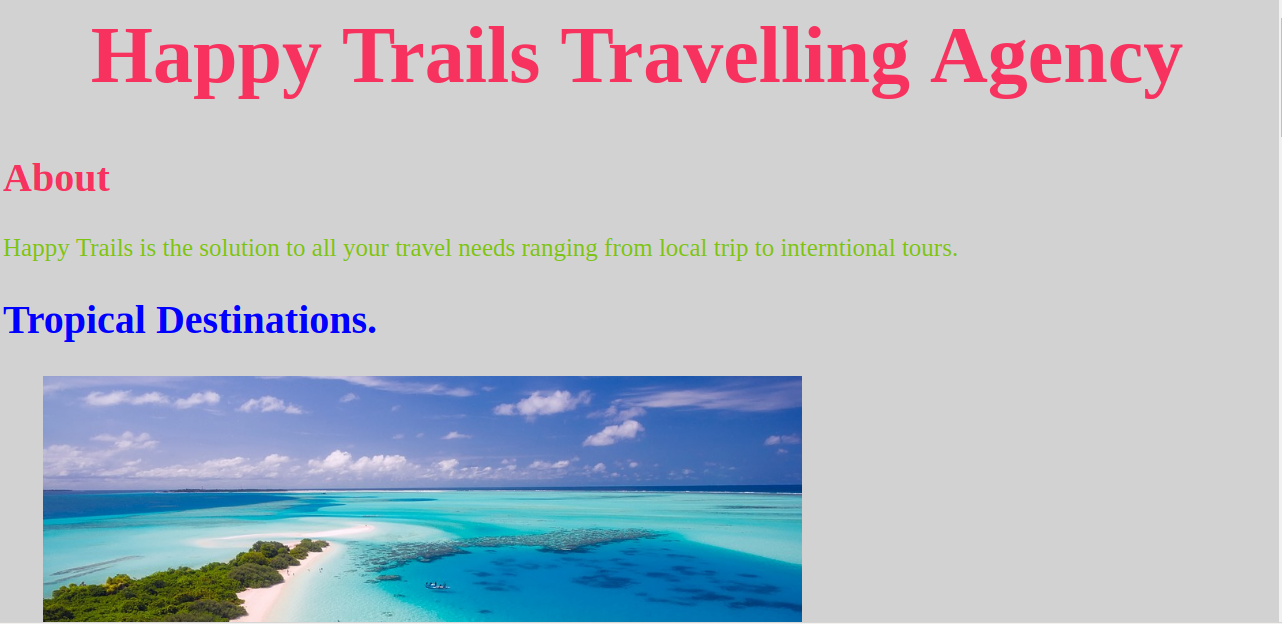 Happy Trails Travelling Agency
About
Happy Trails is the solution to all your travel needs ranging from local trip to interntional tours.
Tropical Destinations.